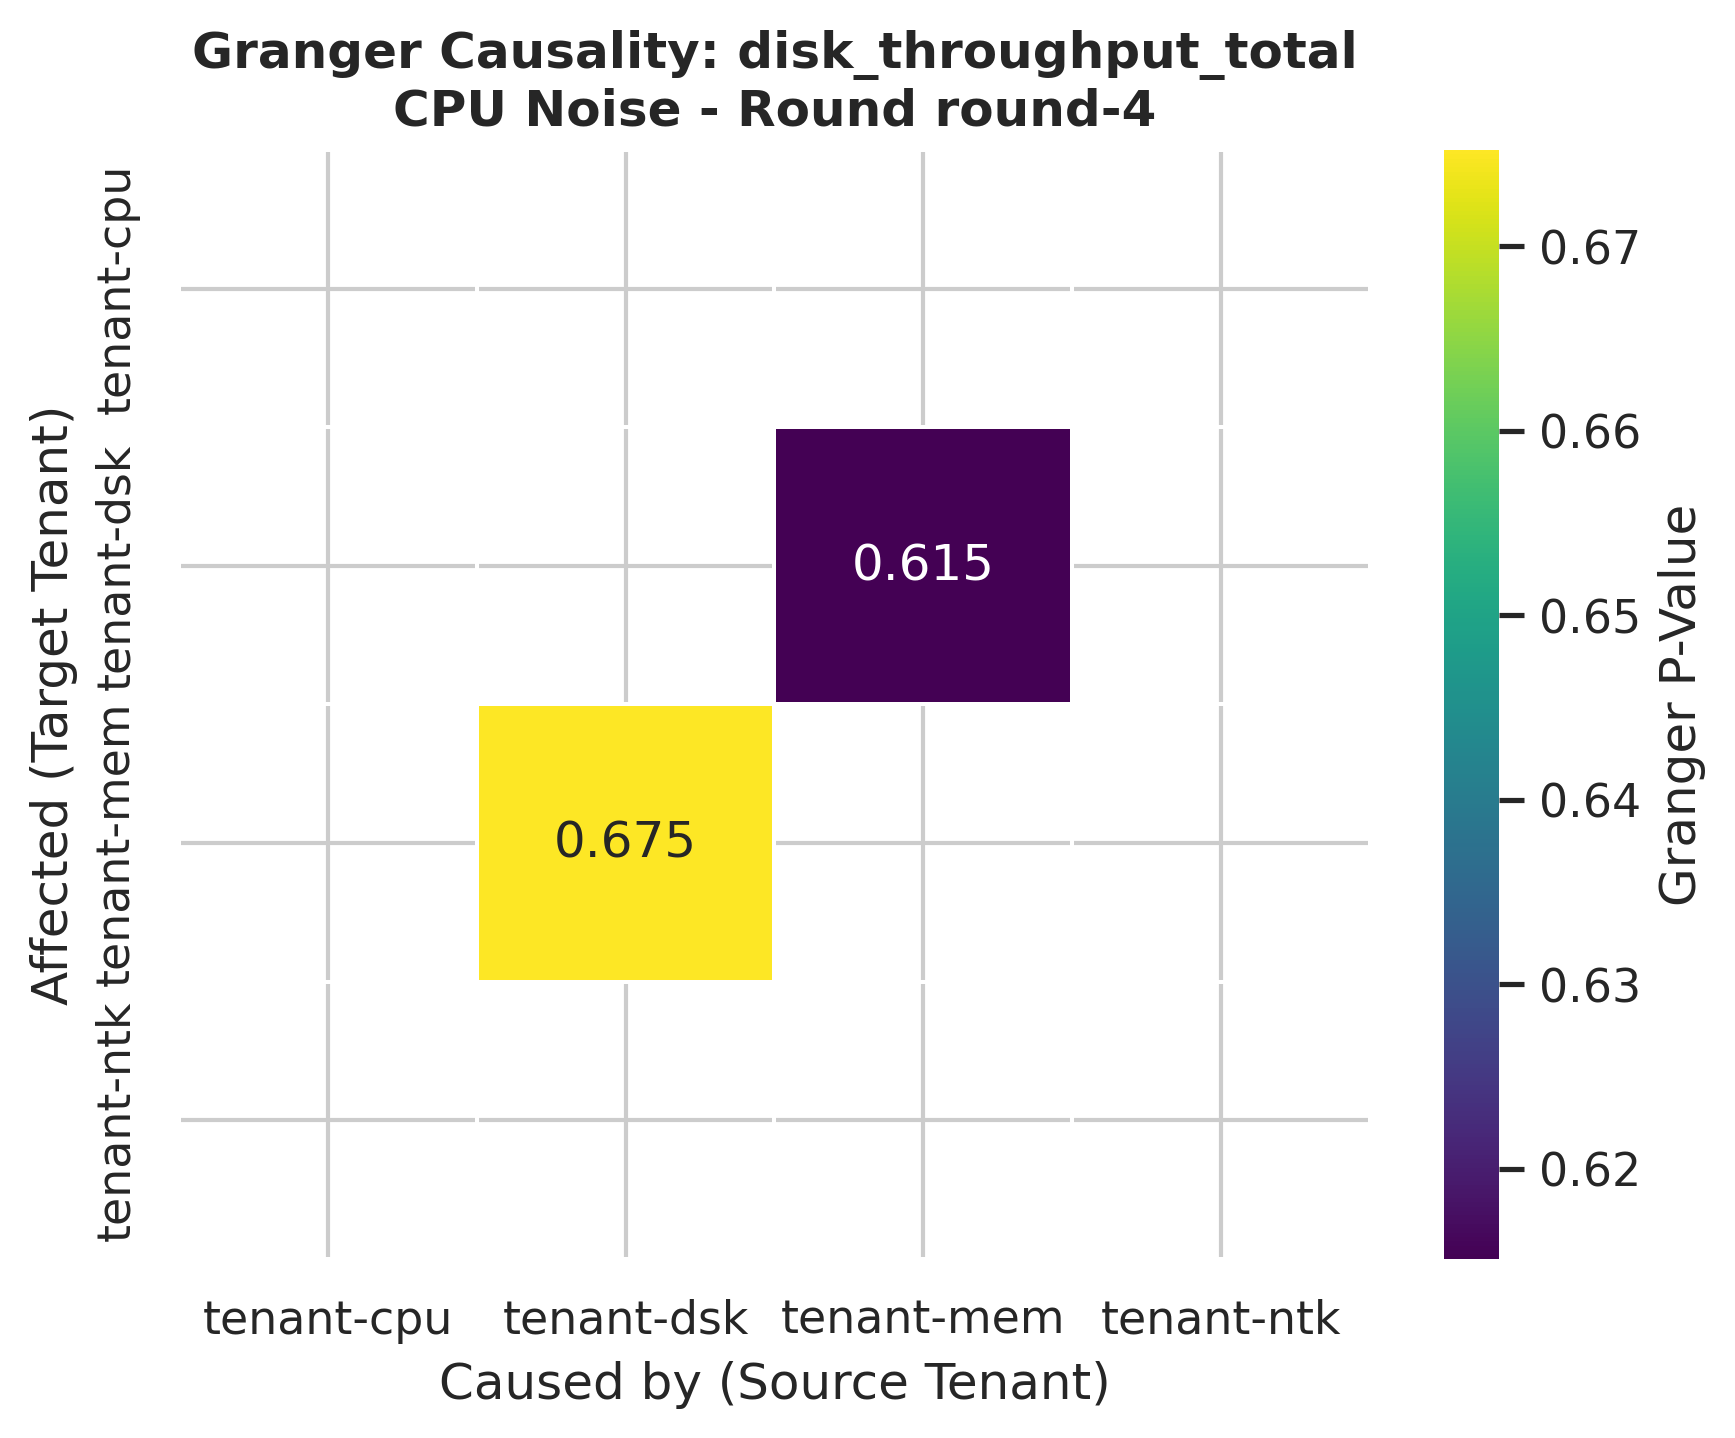 Granger Causality: disk_throughput_total
CPU Noise - Round round-4
Affected (Target Tenant)
tenant-cpu
tenant-dsk
tenant-mem
tenant-ntk
0.615
0.675
tenant-cpu
tenant-dsk
tenant-mem
tenant-ntk
Caused by (Source Tenant)
0.67
0.66
0.65
0.64
0.63
0.62
Granger P-Value